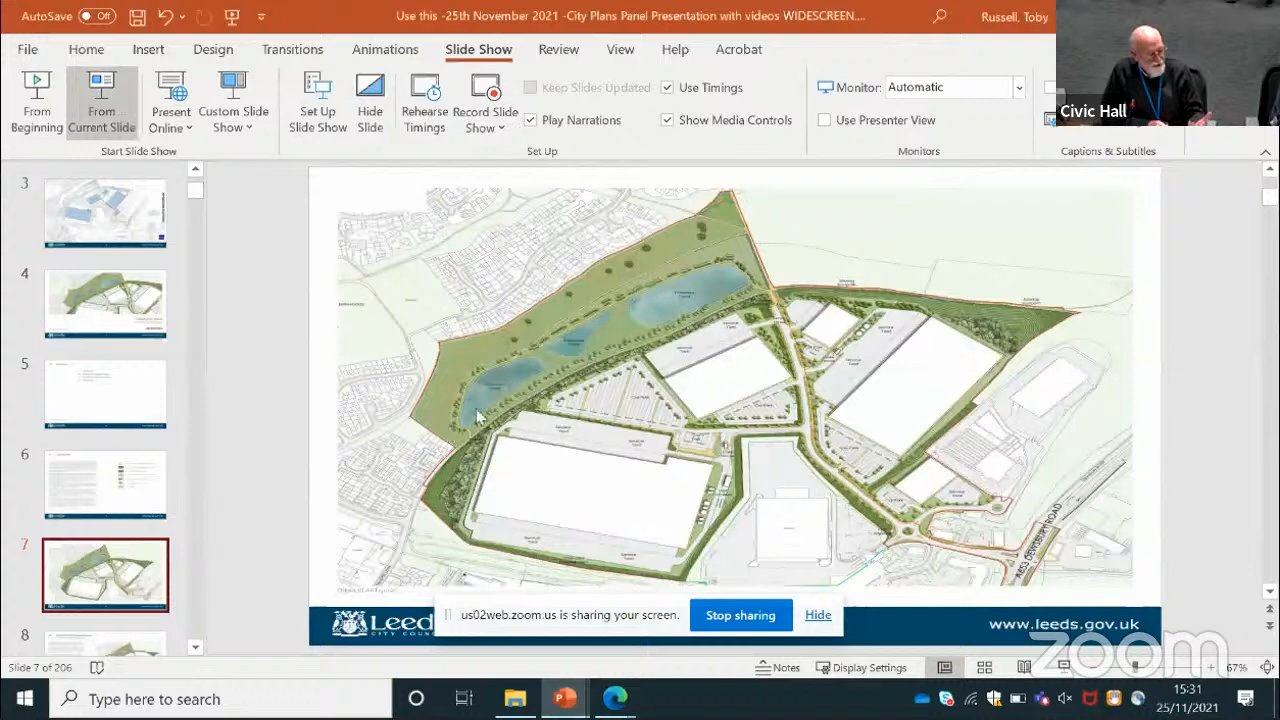 AutoSave Off
Use this -25th November 2021 -City Plans Panel Presentation with videos WIDESCREEN....
Russell, Toby
File Home Insert Design Transitions Animations Slide Show Review View Help Acrobat
From Beginning
From Current Slide
Present Online
Custom Slide Show
Start Slide Show
Set Up Slide Show
Hide Slide
Rehearse Timings
Record Slide Show
Keep Slides Updated
Use Timings
Play Narrations
Show Media Controls
Set Up
Monitor: Automatic
Use Presenter View
Monitors
Captions & Subtitles
Civic Hall
3
4
5
6
7
8
A653 DEWSBURY ROAD
us02web.zoom.us is sharing your screen.
Stop sharing
Hide
Leed
CITY COUNC
www.leeds.gov.uk
zoom
Slide 7 of 206
Notes
Display Settings
67%
Type here to search
15:31
25/11/2021